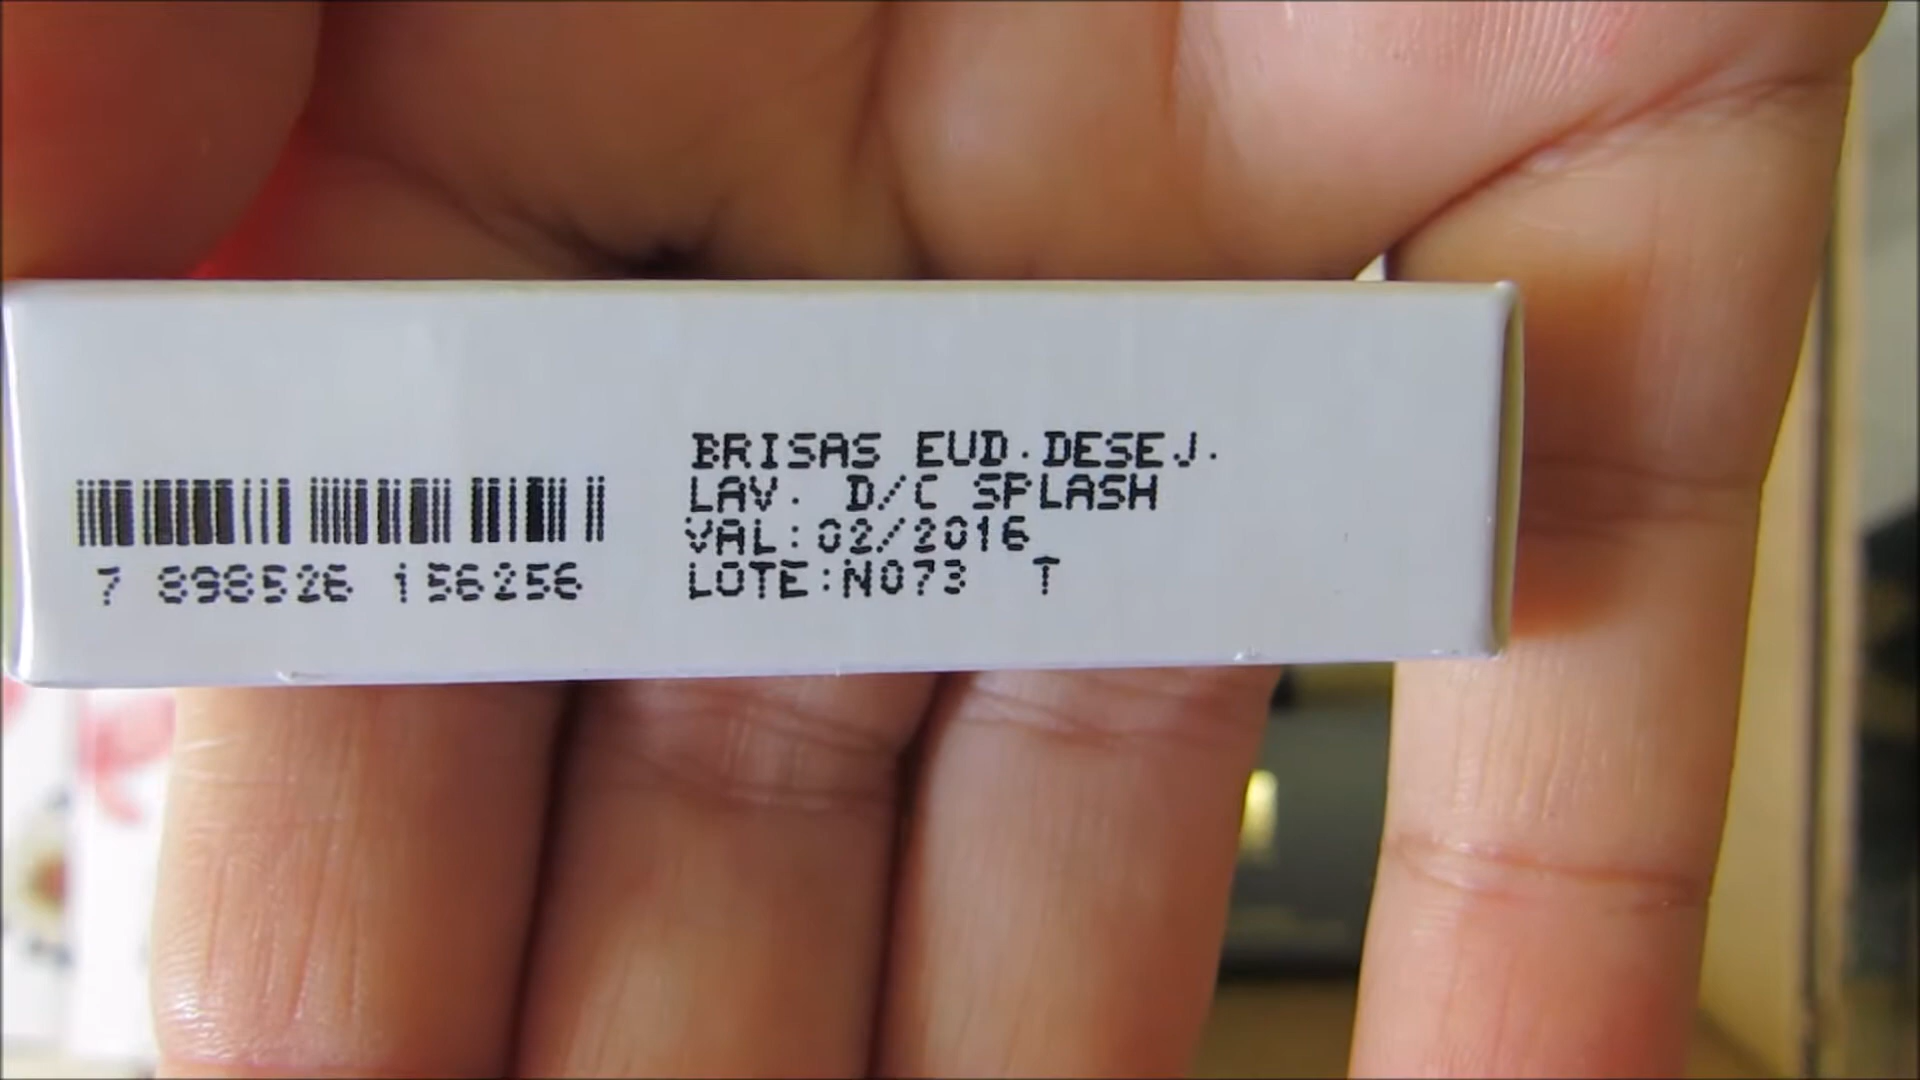 BRISAS EUD.DESEJ.
LAV. D/C SPLASH
VAL:02/2016
LOTE:N073 T
7 898526 156256